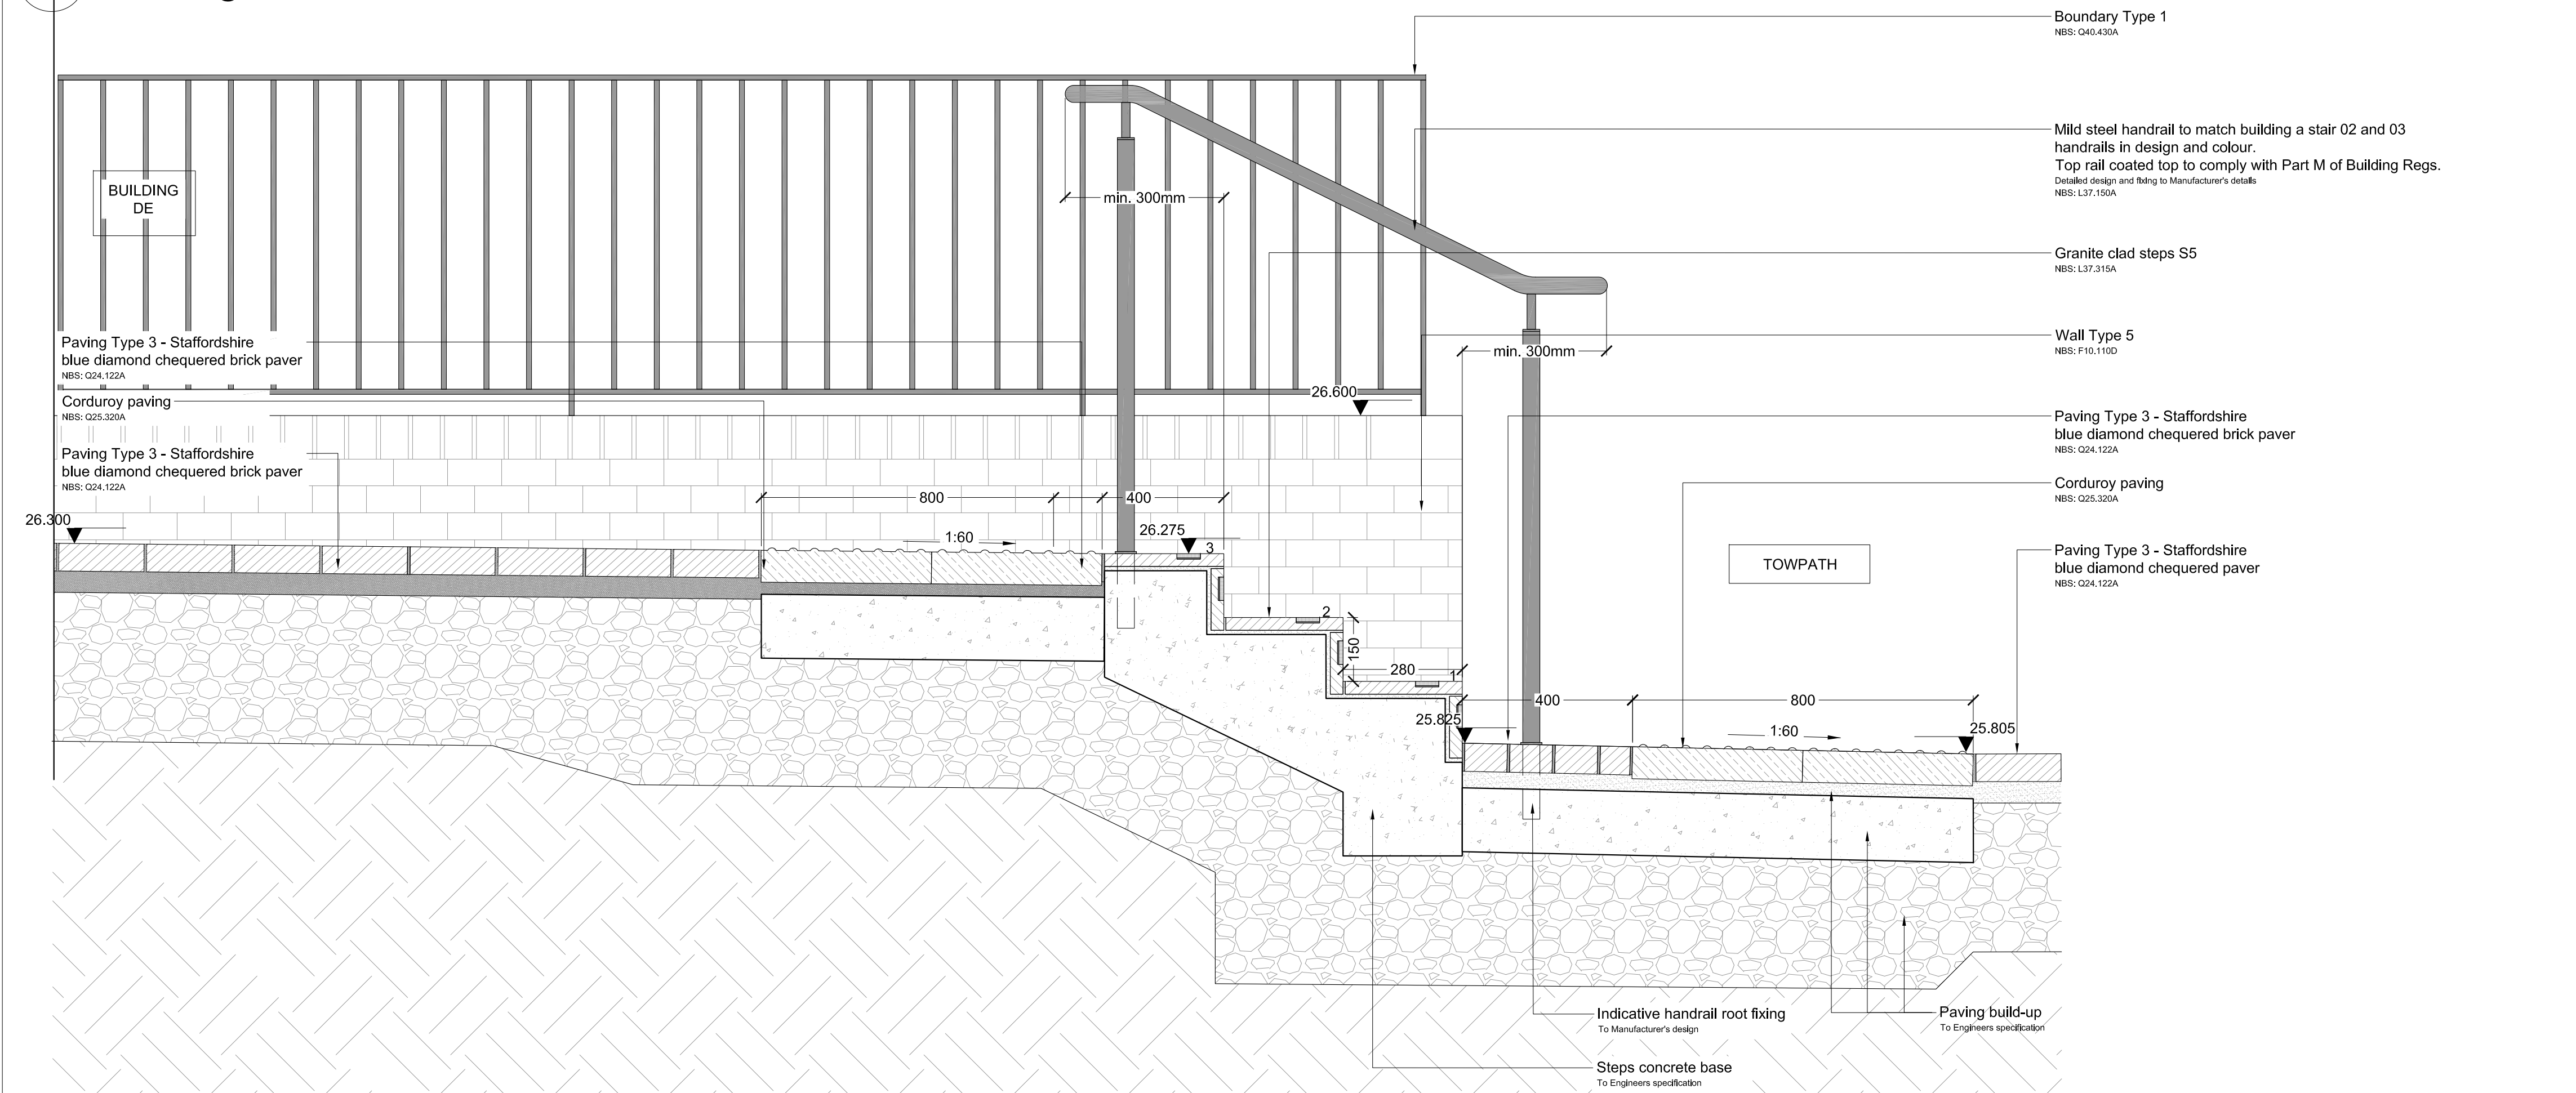 Boundary Type 1
NBS: Q40.430A
Mild steel handrail to match building a stair 02 and 03
handrails in design and colour.
Top rail coated top to comply with Part M of Building Regs.
Detailed design and fixing to Manufacturer's details
NBS: L37.150A
BUILDING
DE
min. 300mm
Granite clad steps S5
NBS: L37.315A
Paving Type 3 - Staffordshire
blue diamond chequered brick paver
NBS: Q24.122A
min. 300mm
Wall Type 5
NBS: F10.110D
26.600
Corduroy paving
NBS: Q25.320A
Paving Type 3 - Staffordshire
blue diamond chequered brick paver
NBS: Q24.122A
Paving Type 3 - Staffordshire
blue diamond chequered brick paver
NBS: Q24.122A
Corduroy paving
NBS: Q25.320A
800
400
26.300
26.275
1:60
3
TOWPATH
Paving Type 3 - Staffordshire
blue diamond chequered paver
NBS: Q24.122A
2
150
280
1
400
800
25.825
1:60
25.805
Indicative handrail root fixing
To Manufacturer's design
Paving build-up
To Engineers specification
Steps concrete base
To Engineers specification